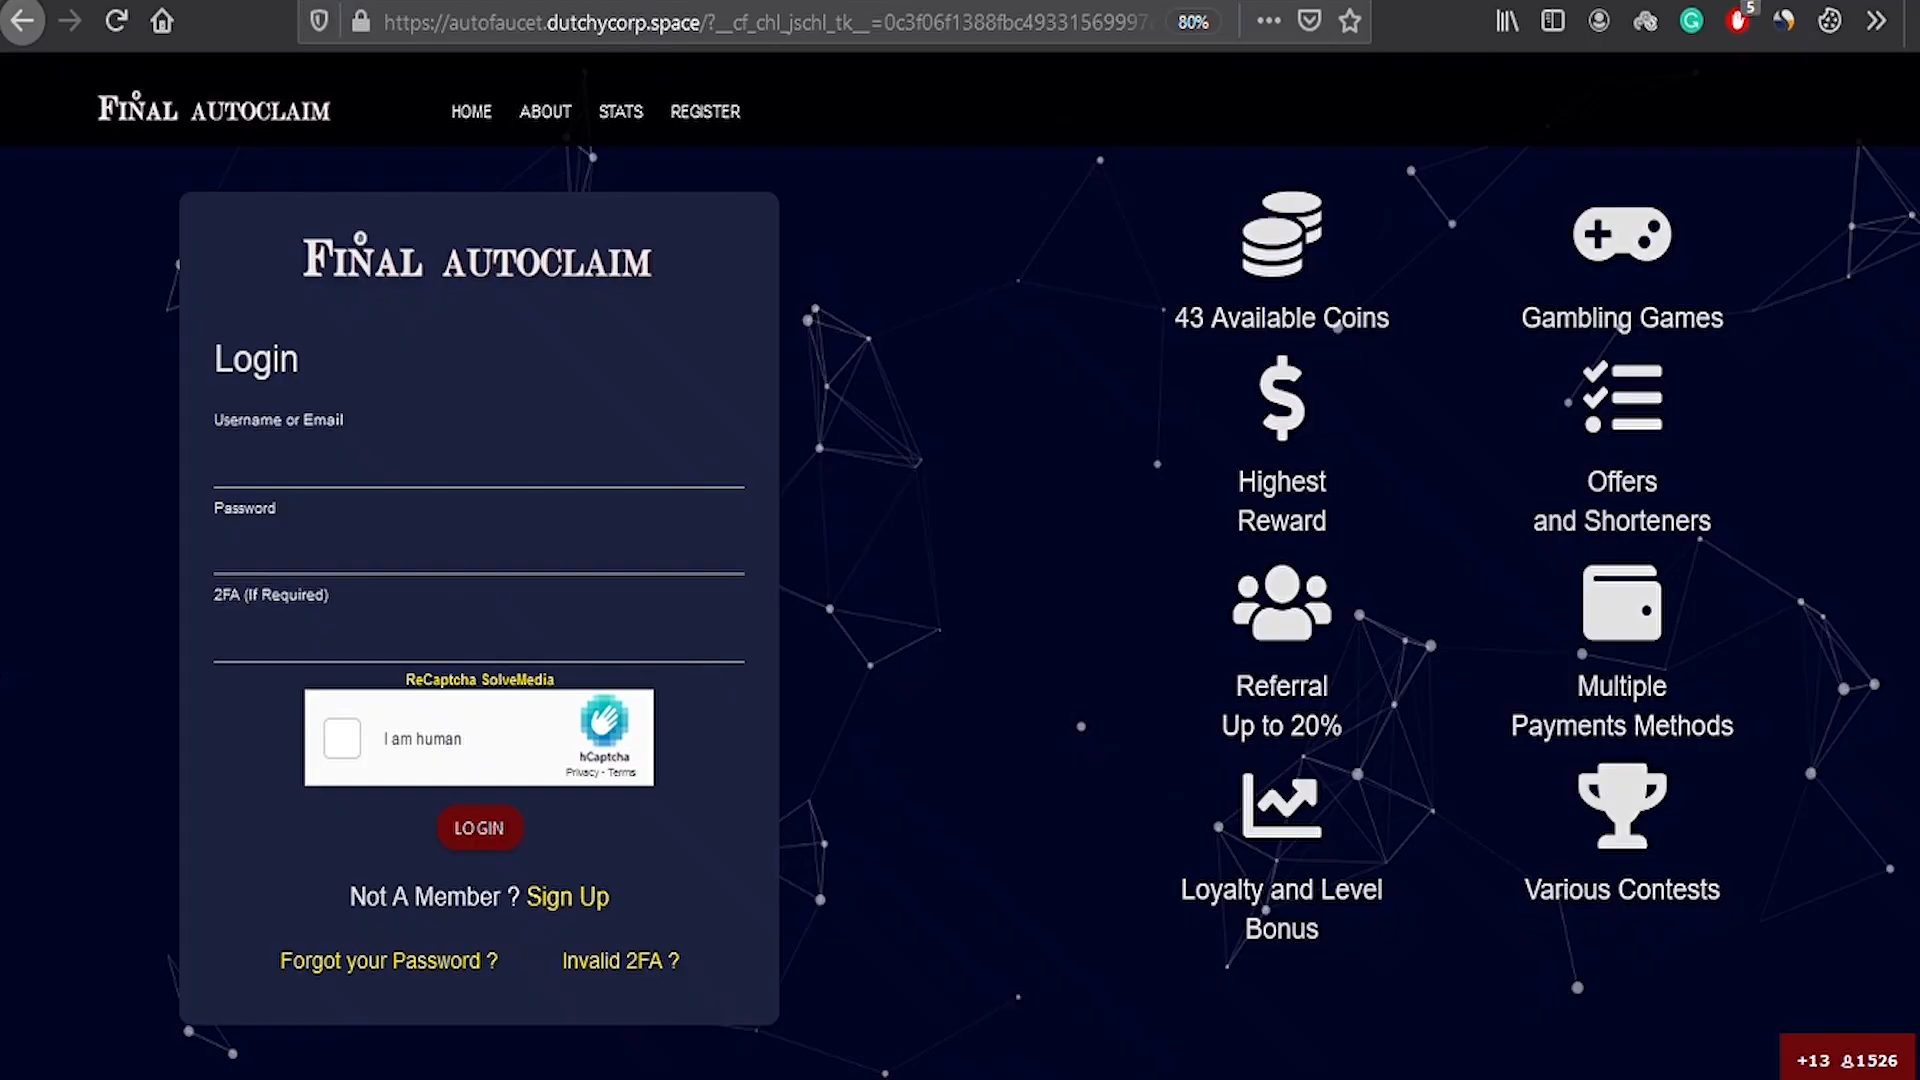 https://autofaucet.dutchycorp.space/?__cf_chl_jschl_tk__=0c3f06f1388fbc49331569997
80%
5
FINAL AUTOCLAIM
HOME
ABOUT
STATS
REGISTER
FINAL AUTOCLAIM
Login
Username or Email
Password
2FA (If Required)
ReCaptcha SolveMedia
I am human
hCaptcha
Privacy - Terms
LOGIN
Not A Member ? Sign Up
Forgot your Password ?
Invalid 2FA ?
43 Available Coins
Gambling Games
Highest
Reward
Offers
and Shorteners
Referral
Up to 20%
Multiple
Payments Methods
Loyalty and Level
Bonus
Various Contests
+13 1526